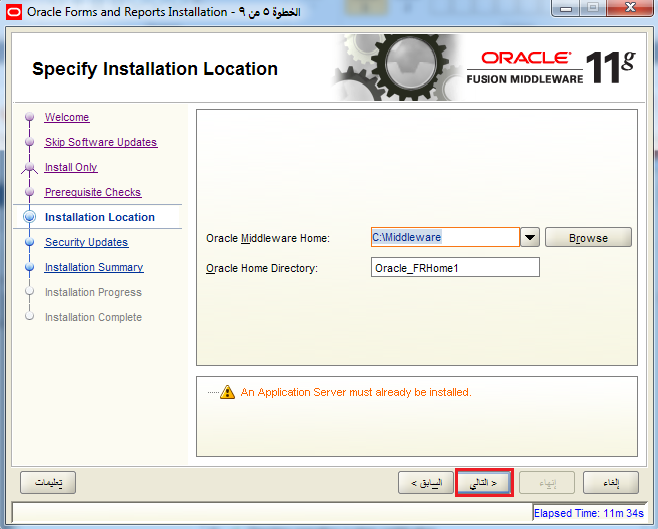 Oracle Forms and Reports Installation - الخطوة ٥ من ٩
Specify Installation Location
ORACLE
FUSION MIDDLEWARE 11g
Welcome
Skip Software Updates
Install Only
Prerequisite Checks
Installation Location
Security Updates
Installation Summary
Installation Progress
Installation Complete
Oracle Middleware Home: C:\Middleware Browse
Oracle Home Directory: Oracle_FRHome1
An Application Server must already be installed.
تعليمات السابق > < التالي إنهاء إلغاء
Elapsed Time: 11m 34s